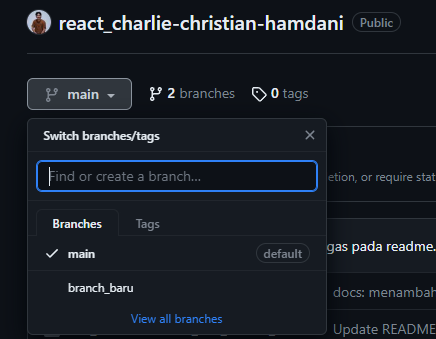 react_charlie-christian-hamdani Public
main 2 branches 0 tags
Switch branches/tags
Find or create a branch...
etion, or require stat
Branches Tags
main default
gas pada readme.
branch_baru
docs: menambah
View all branches
Update README